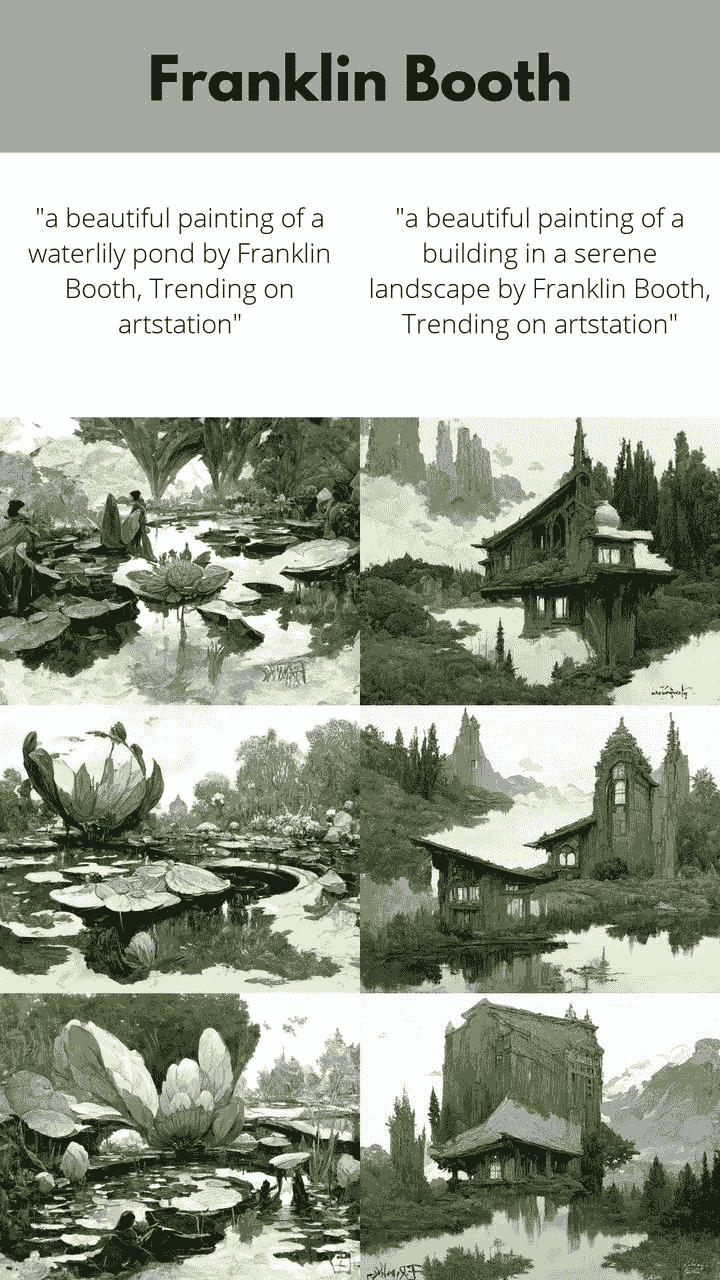 Franklin Booth
"a beautiful painting of a
waterlily pond by Franklin
Booth, Trending on
artstation"
"a beautiful painting of a
building in a serene
landscape by Franklin Booth,
Trending on artstation"